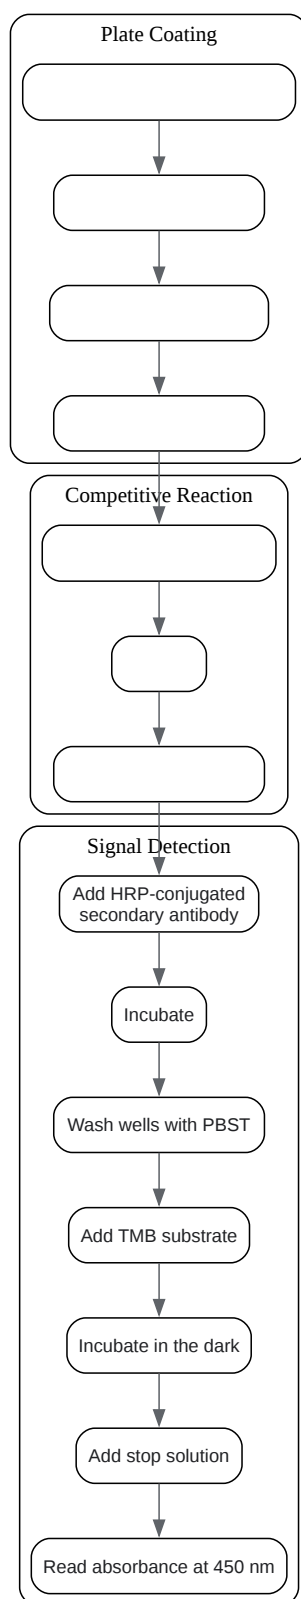 Plate Coating
Competitive Reaction
Signal Detection
Add HRP-conjugated
secondary antibody
Incubate
Wash wells with PBST
Add TMB substrate
Incubate in the dark
Add stop solution
Read absorbance at 450 nm